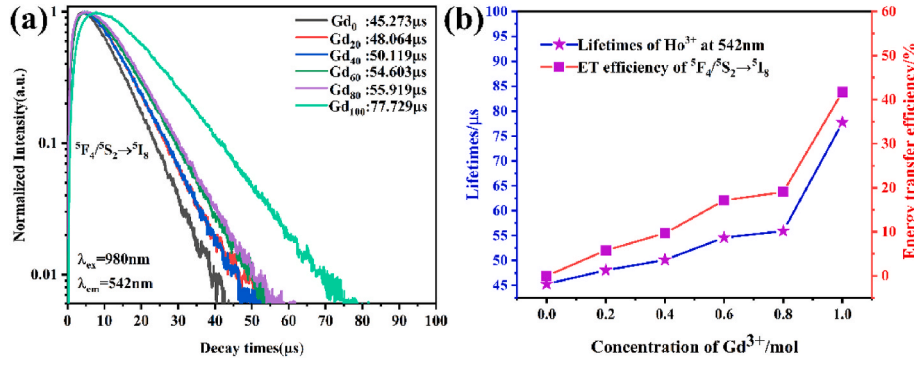 (a)
Normalized Intensity(a.u.)
1
0.1
0.01
Gd₀ :45.273μs
Gd₂₀ :48.064μs
Gd₄₀ :50.119μs
Gd₆₀ :54.603μs
Gd₈₀ :55.919μs
Gd₁₀₀:77.729μs
⁵F₄/⁵S₂→⁵I₈
λₑₓ=980nm
λₑₘ=542nm
0 10 20 30 40 50 60 70 80 90 100
Decay times(μs)
(b)
Lifetimes/μs
100
95
90
85
80
75
70
65
60
55
50
45
Lifetimes of Ho³⁺ at 542nm
ET efficiency of ⁵F₄/⁵S₂→⁵I₈
60
50
40
30
20
10
0
Energy transfer efficiency/%
0.0 0.2 0.4 0.6 0.8 1.0
Concentration of Gd³⁺/mol